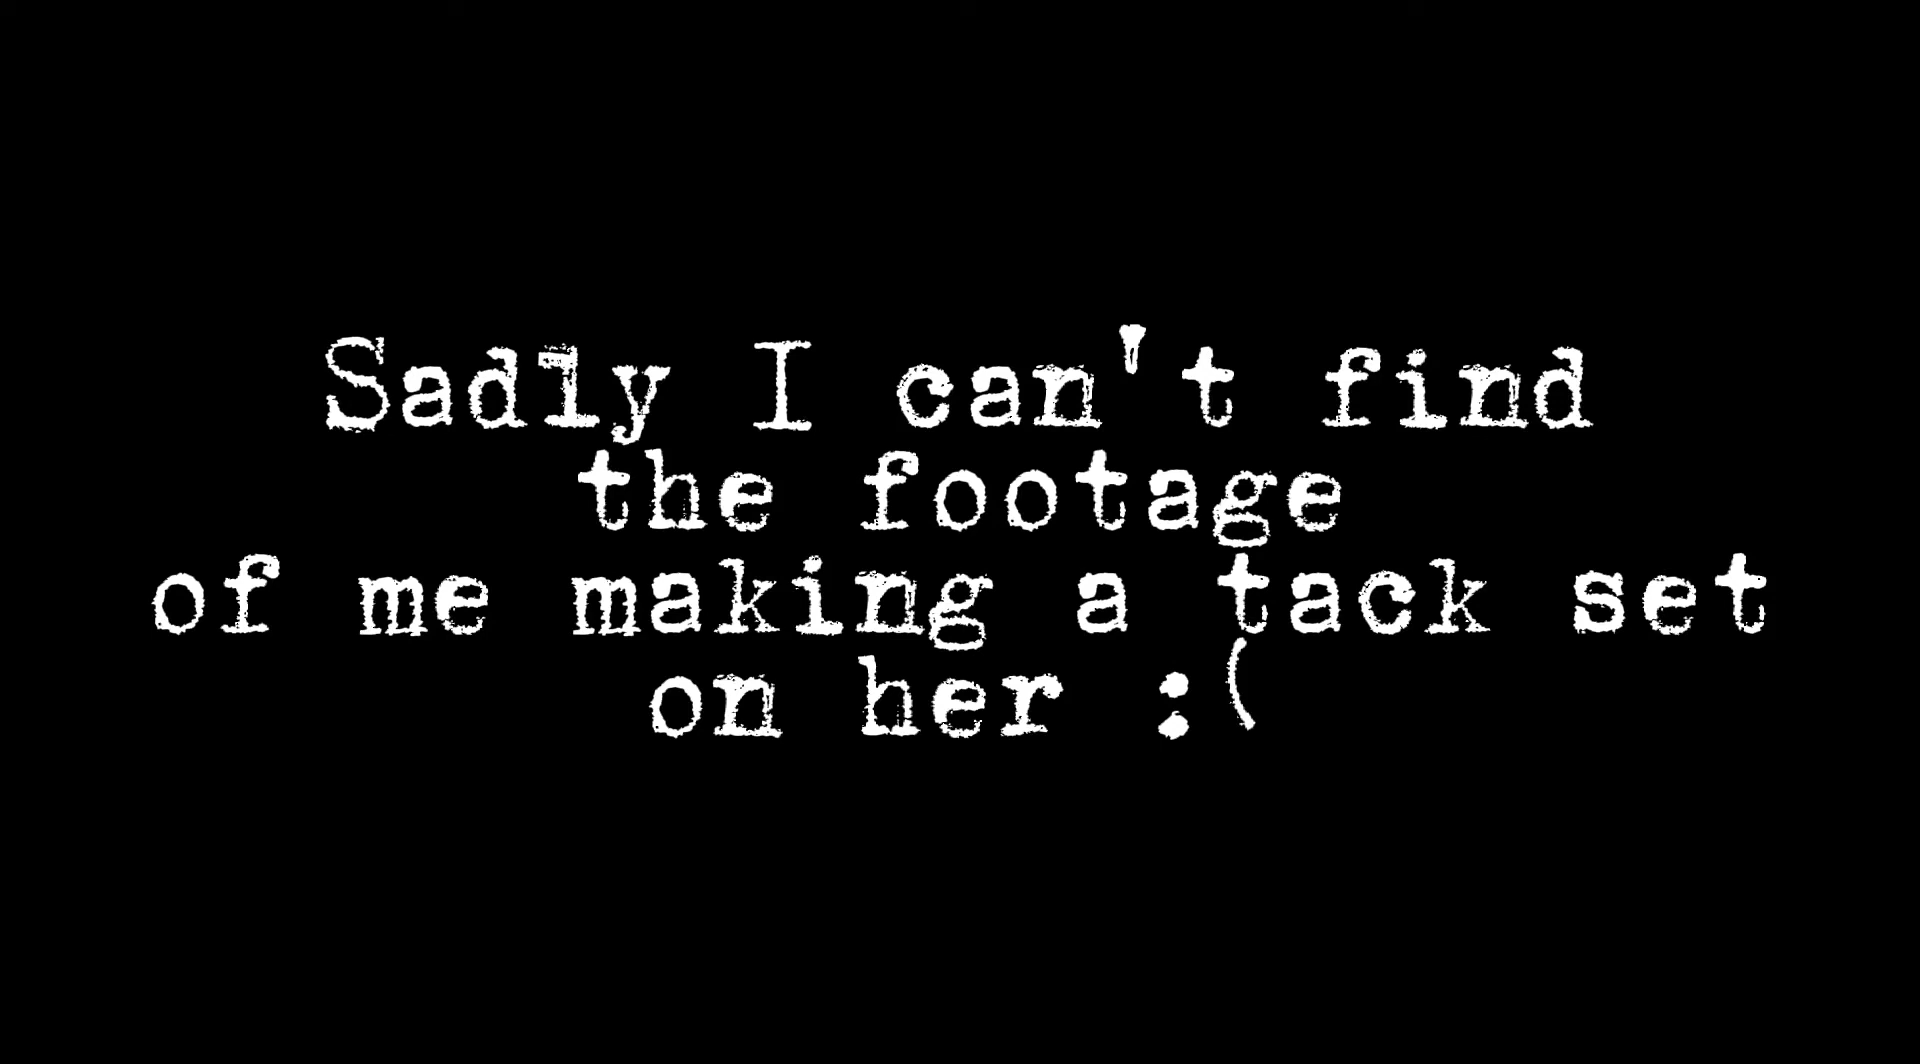 Sadly I can't find
the footage
of me making a tack set
on her :(